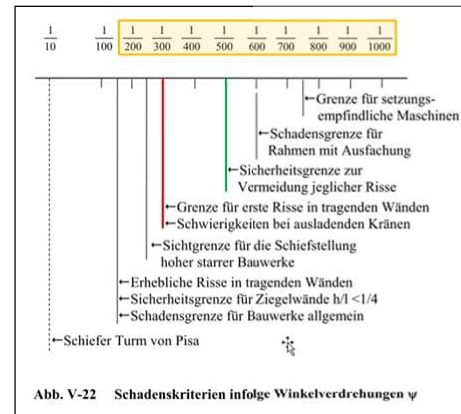 1/10 1/100 1/200 1/300 1/400 1/500 1/600 1/700 1/800 1/900 1/1000
←Grenze für setzungs-
empfindliche Maschinen
←Schadensgrenze für
Rahmen mit Ausfachung
←Sicherheitsgrenze zur
Vermeidung jeglicher Risse
←Grenze für erste Risse in tragenden Wänden
←Schwierigkeiten bei ausladenden Kränen
←Sichtgrenze für die Schiefstellung
hoher starrer Bauwerke
←Erhebliche Risse in tragenden Wänden
←Sicherheitsgrenze für Ziegelwände h/l <1/4
←Schadensgrenze für Bauwerke allgemein
←Schiefer Turm von Pisa
Abb. V-22 Schadenskriterien infolge Winkelverdrehungen ψ